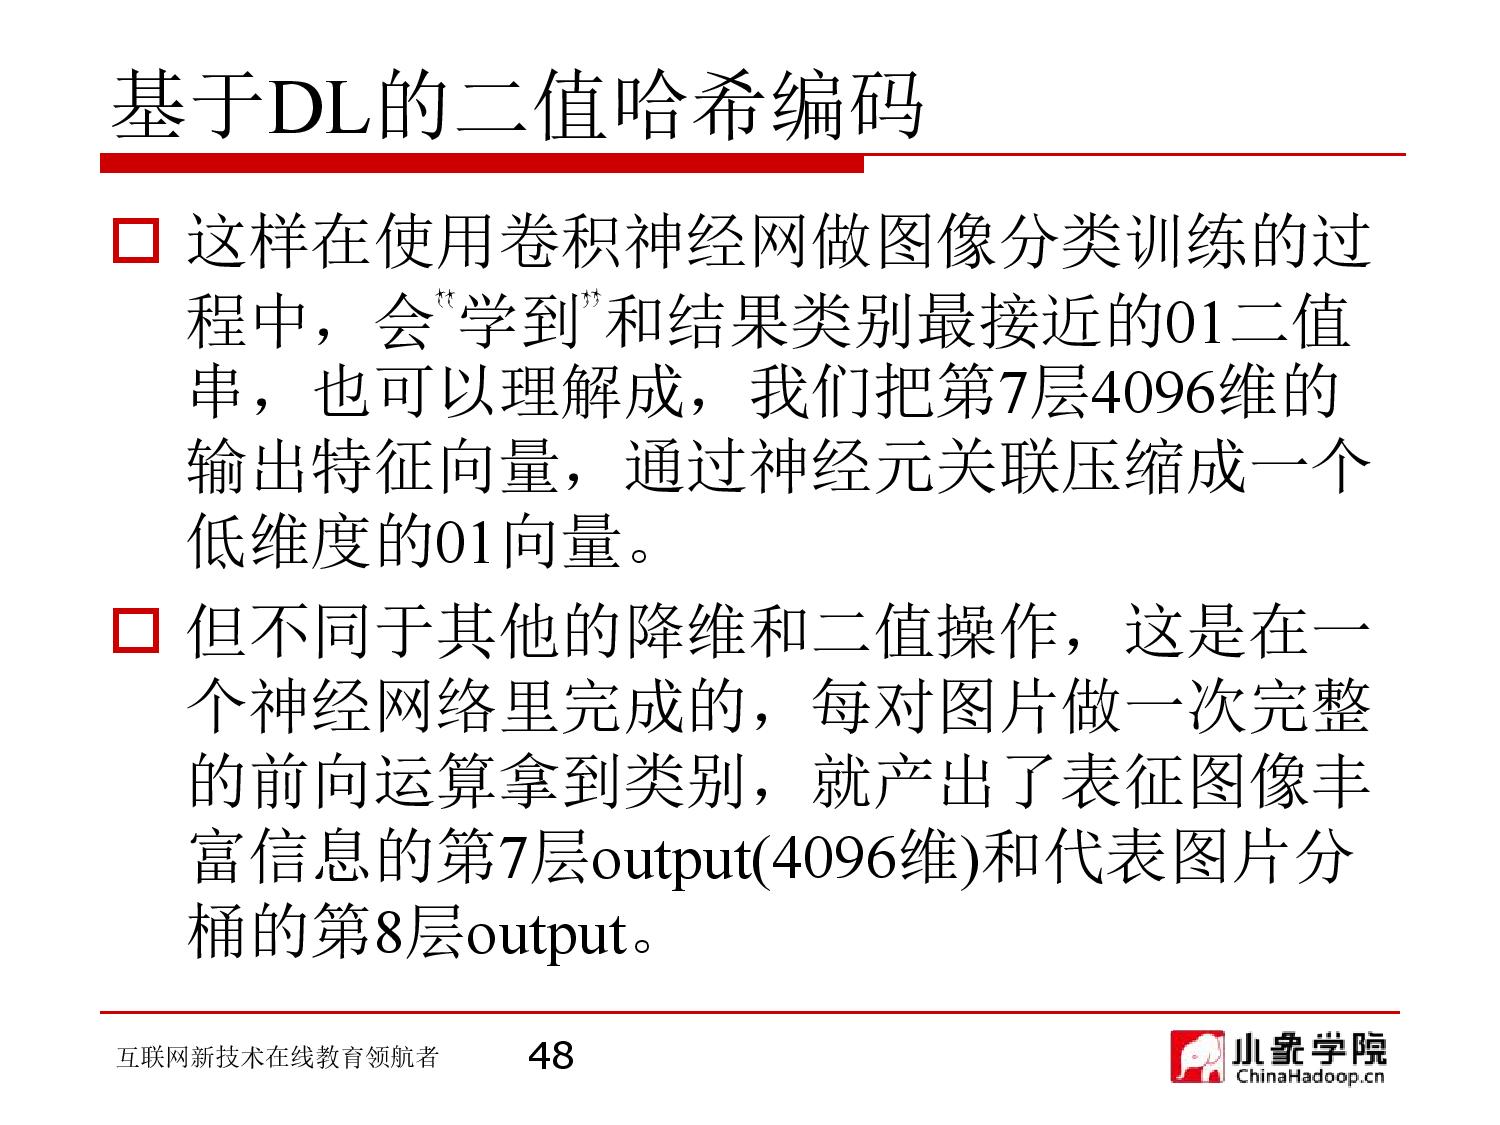 基于DL的二值哈希编码
这样在使用卷积神经网做图像分类训练的过
程中，会“学到”和结果类别最接近的01二值
串，也可以理解成，我们把第7层4096维的
输出特征向量，通过神经元关联压缩成一个
低维度的01向量。
但不同于其他的降维和二值操作，这是在一
个神经网络里完成的，每对图片做一次完整
的前向运算拿到类别，就产出了表征图像丰
富信息的第7层output(4096维)和代表图片分
桶的第8层output。
互联网新技术在线教育领航者
48
小象学院
ChinaHadoop.cn